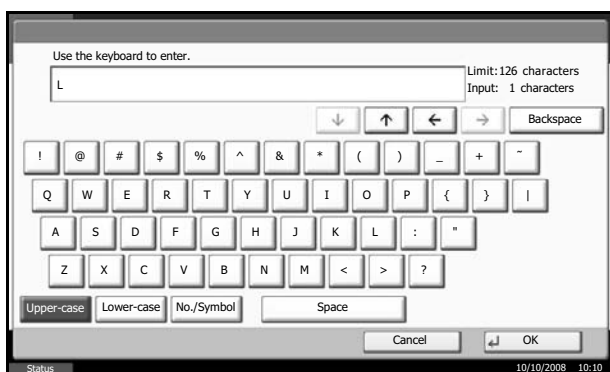 Use the keyboard to enter.
Limit: 126 characters
L
Input: 1 characters
Backspace
! @ # $ % ^ & * ( ) _ + ~
Q W E R T Y U I O P { } |
A S D F G H J K L : "
Z X C V B N M < > ?
Upper-case Lower-case No./Symbol Space
Cancel OK
Status 10/10/2008 10:10